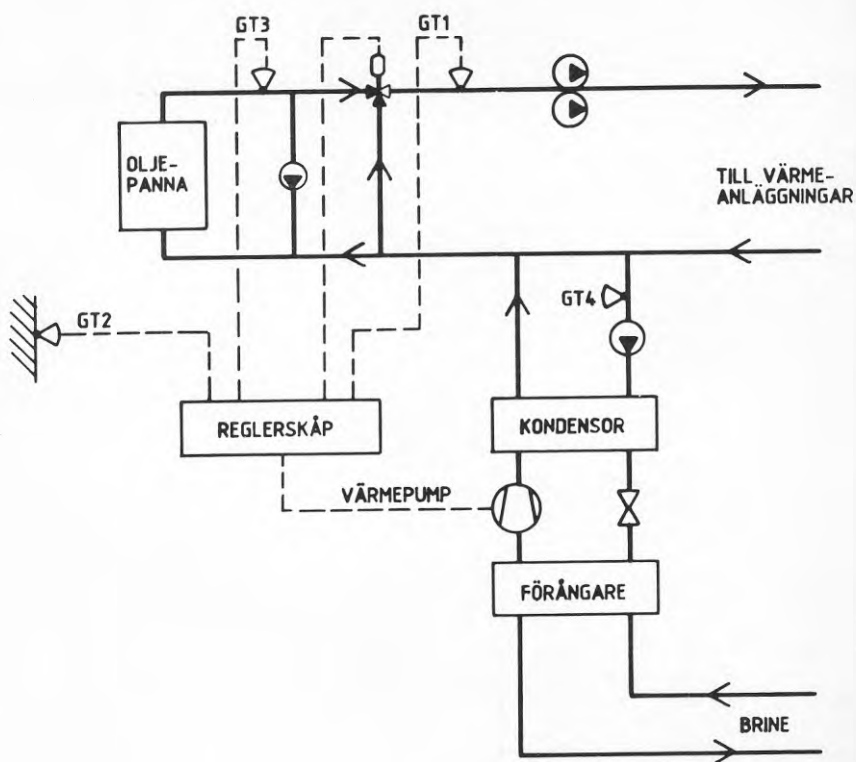 GT3
GT1
OLJE-
PANNA
TILL VÄRME-
ANLÄGGNINGAR
GT4
GT2
REGLERSKÅP
KONDENSOR
VÄRMEPUMP
FÖRÅNGARE
BRINE